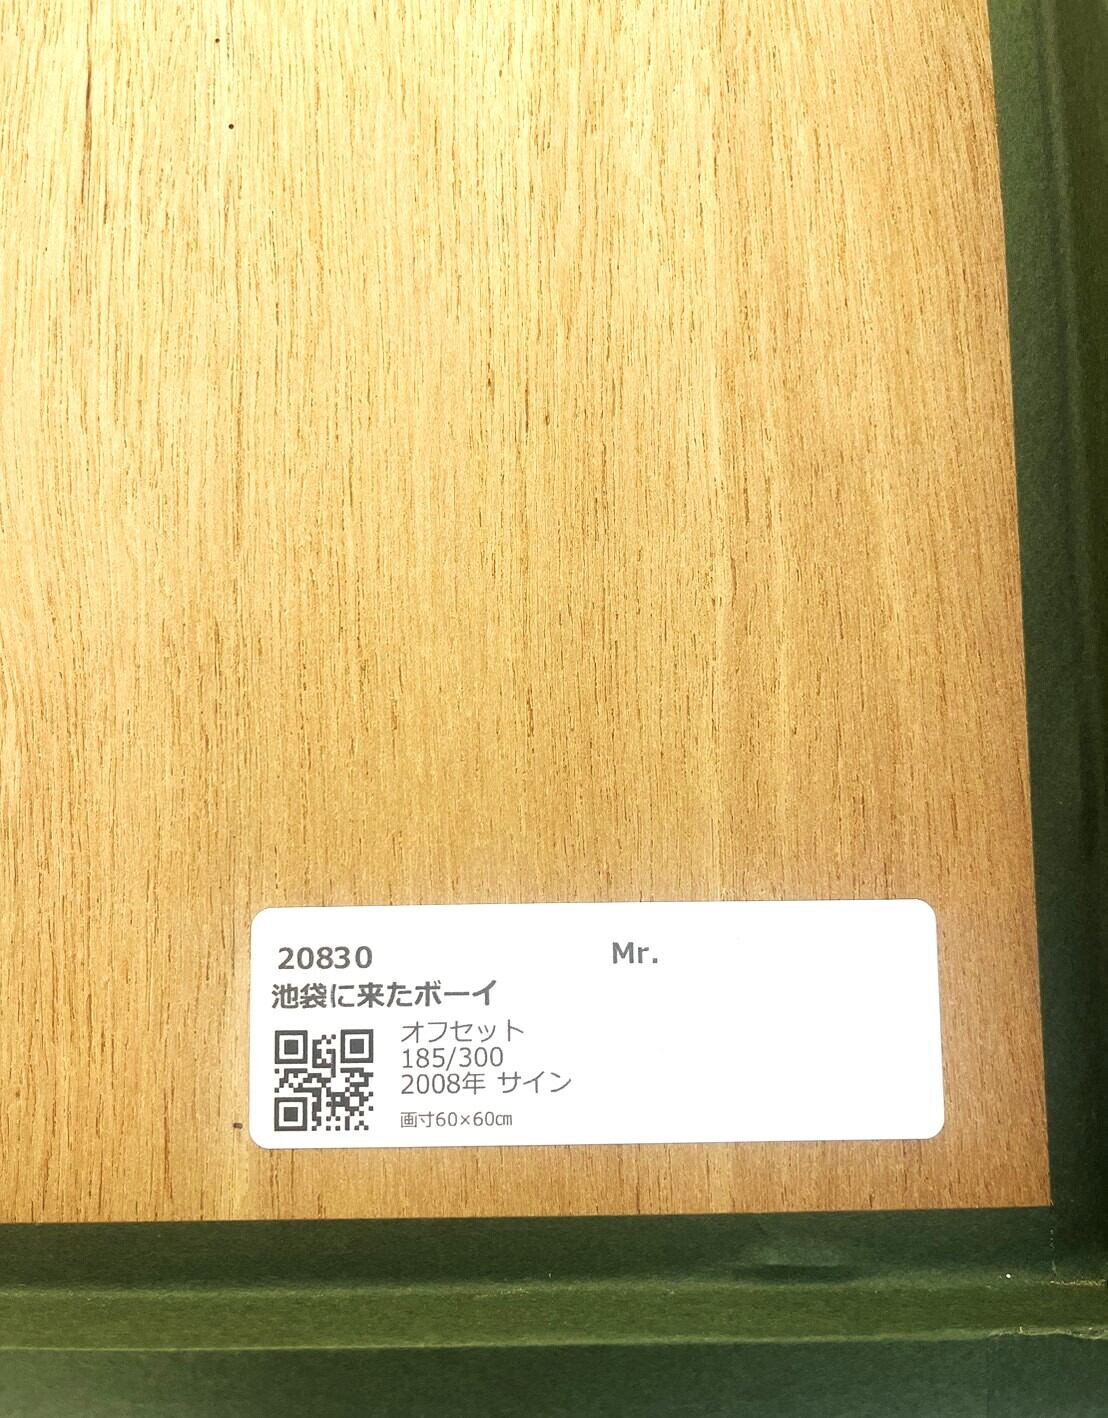 20830 Mr.
池袋に来たボーイ
オフセット
185/300
2008年 サイン
画寸60×60㎝